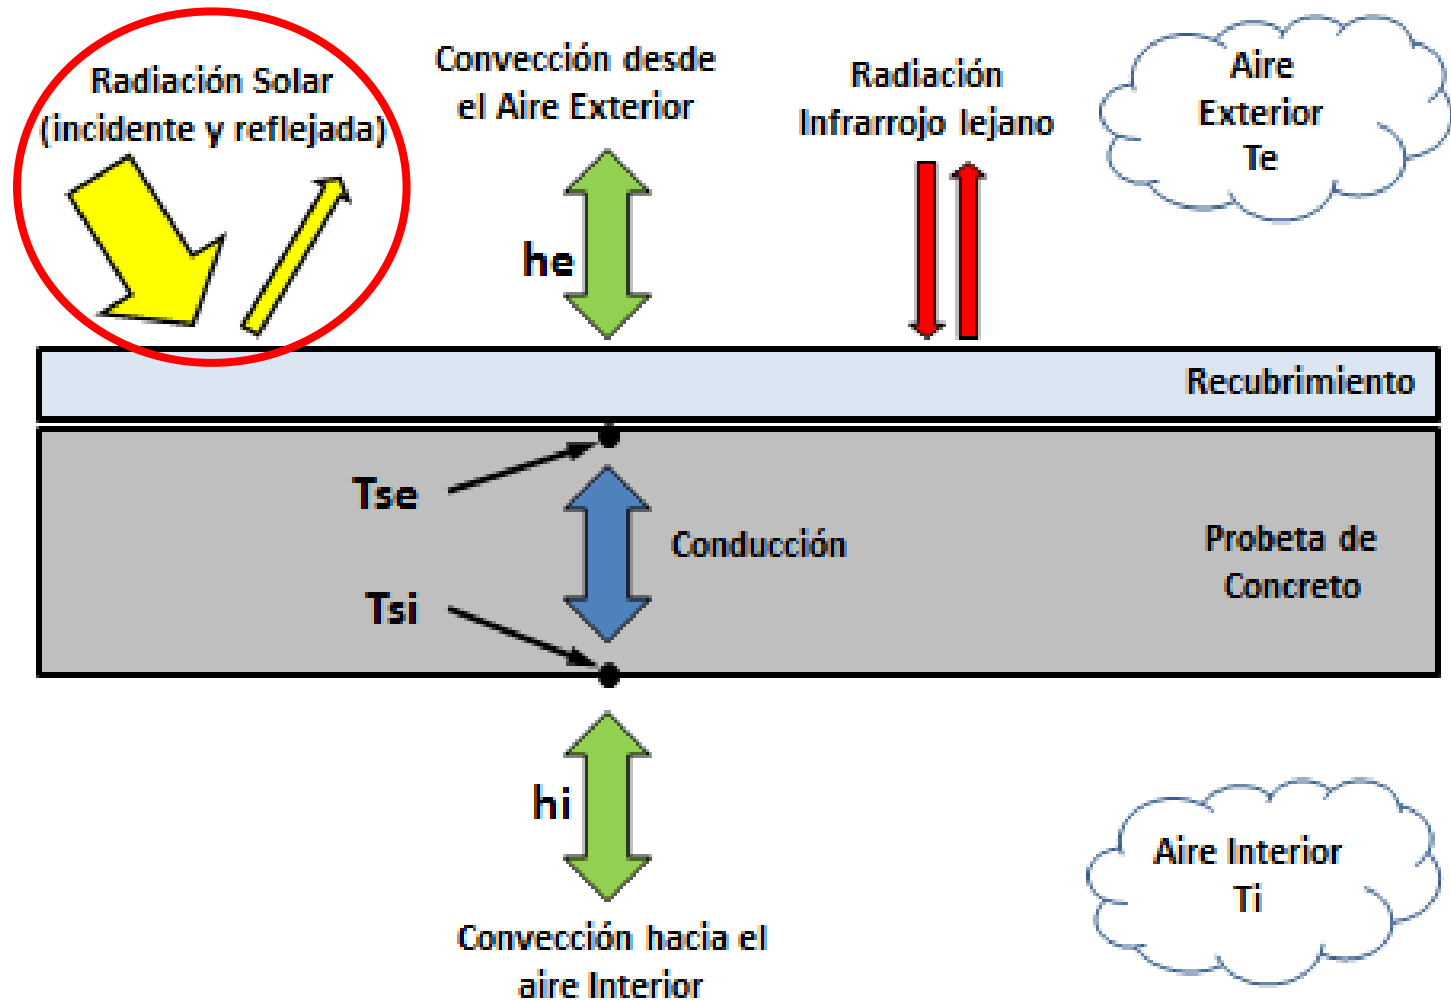 Radiación Solar
(incidente y reflejada)
Convección desde
el Aire Exterior
Radiación
Infrarrojo lejano
Aire
Exterior
Te
he
Recubrimiento
Tse
Conducción
Probeta de
Concreto
Tsi
hi
Aire Interior
Ti
Convección hacia el
aire Interior